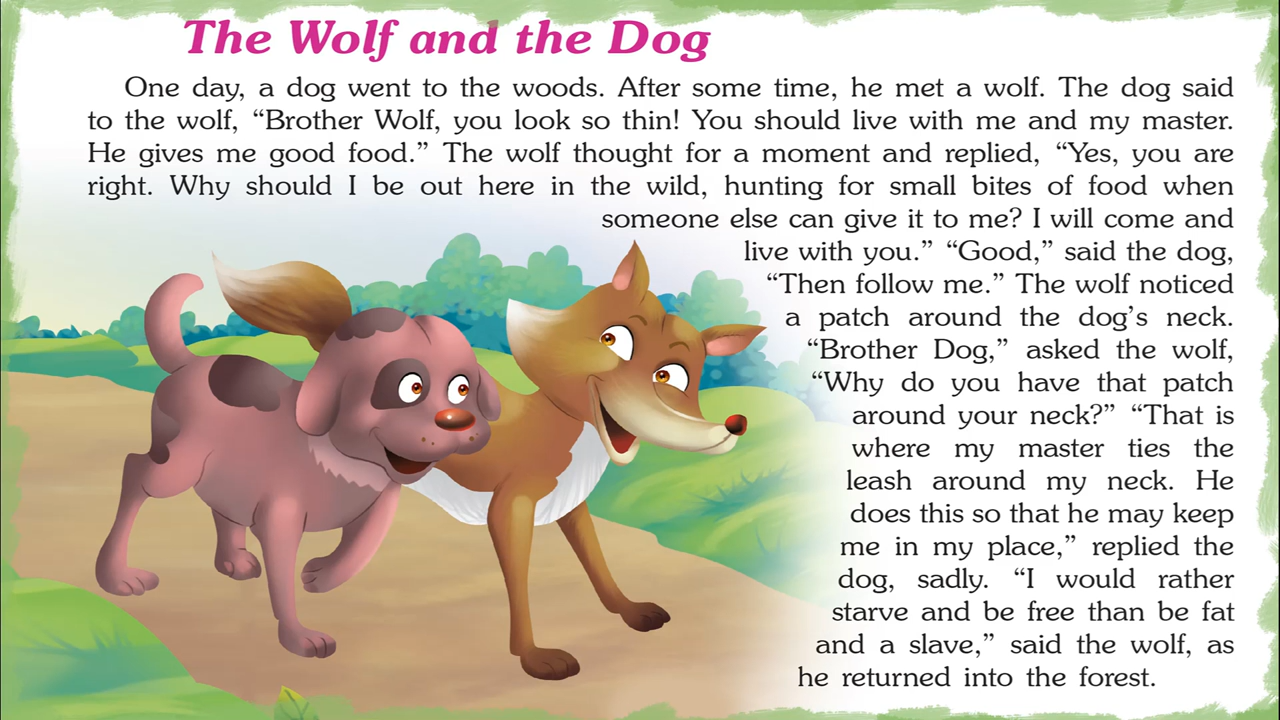 The Wolf and the Dog
One day, a dog went to the woods. After some time, he met a wolf. The dog said
to the wolf, “Brother Wolf, you look so thin! You should live with me and my master.
He gives me good food.” The wolf thought for a moment and replied, “Yes, you are
right. Why should I be out here in the wild, hunting for small bites of food when
someone else can give it to me? I will come and
live with you.” “Good,” said the dog,
“Then follow me.” The wolf noticed
a patch around the dog’s neck.
“Brother Dog,” asked the wolf,
“Why do you have that patch
around your neck?” “That is
where my master ties the
leash around my neck. He
does this so that he may keep
me in my place,” replied the
dog, sadly. “I would rather
starve and be free than be fat
and a slave,” said the wolf, as
he returned into the forest.